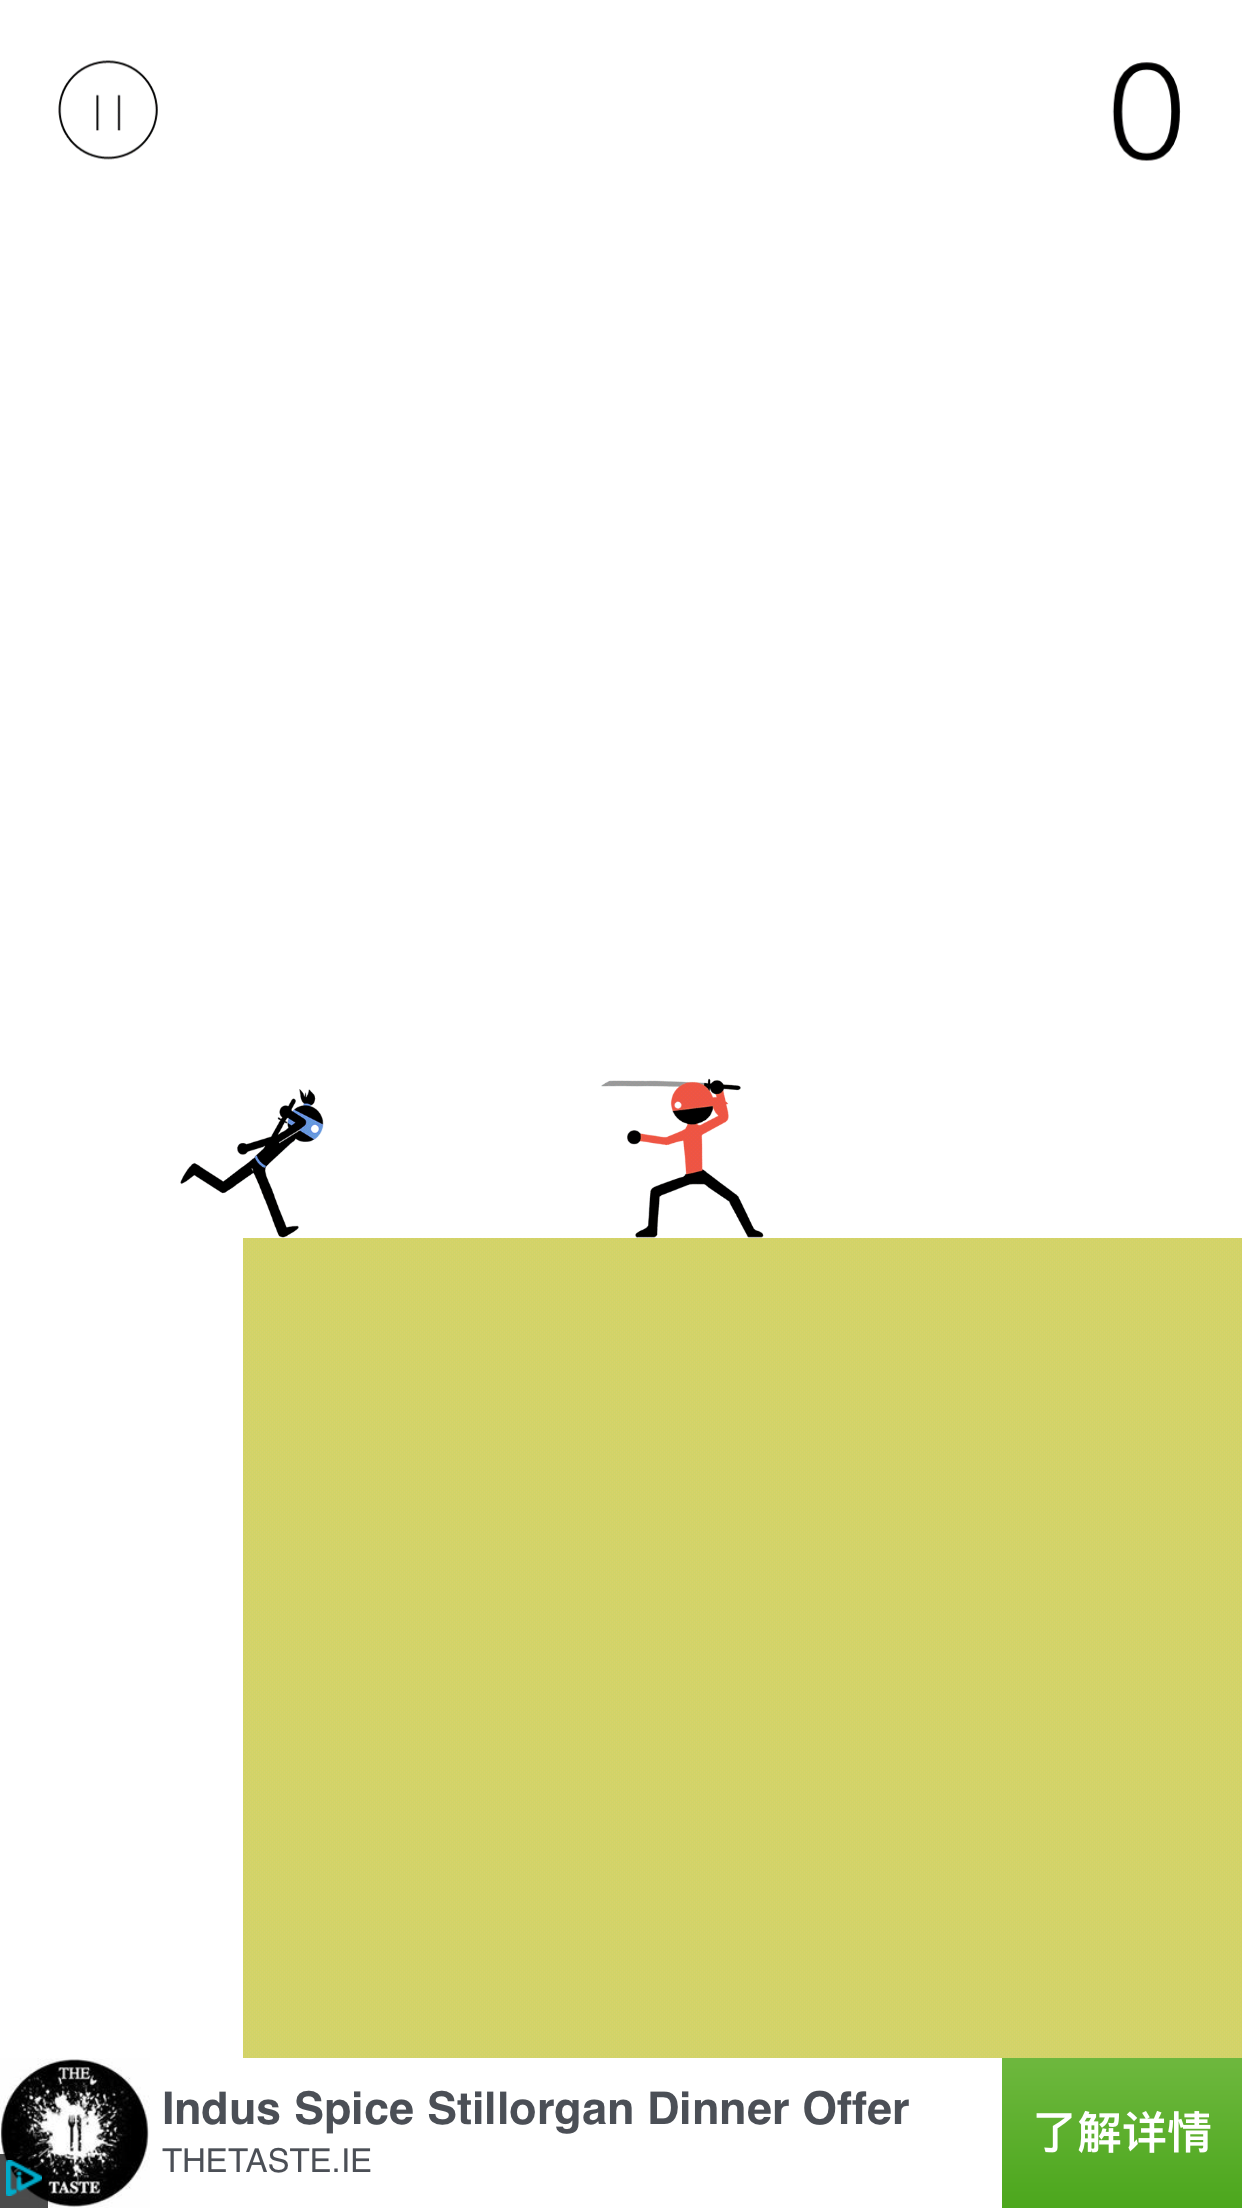 0
THE
TASTE
Indus Spice Stillorgan Dinner Offer
THETASTE.IE
了解详情